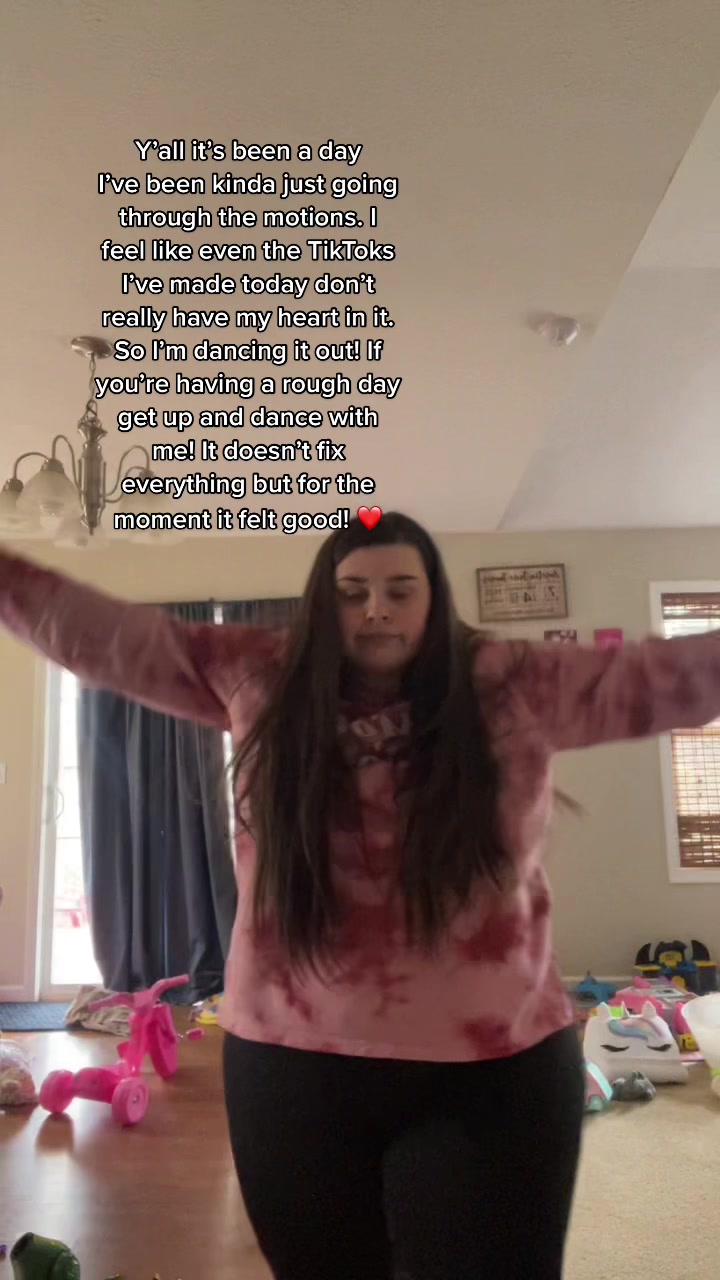 Y'all it's been a day
I've been kinda just going
through the motions. I
feel like even the TikToks
I've made today don't
really have my heart in it.
So I'm dancing it out! If
you're having a rough day
get up and dance with
me! It doesn't fix
everything but for the
moment it felt good! ❤️